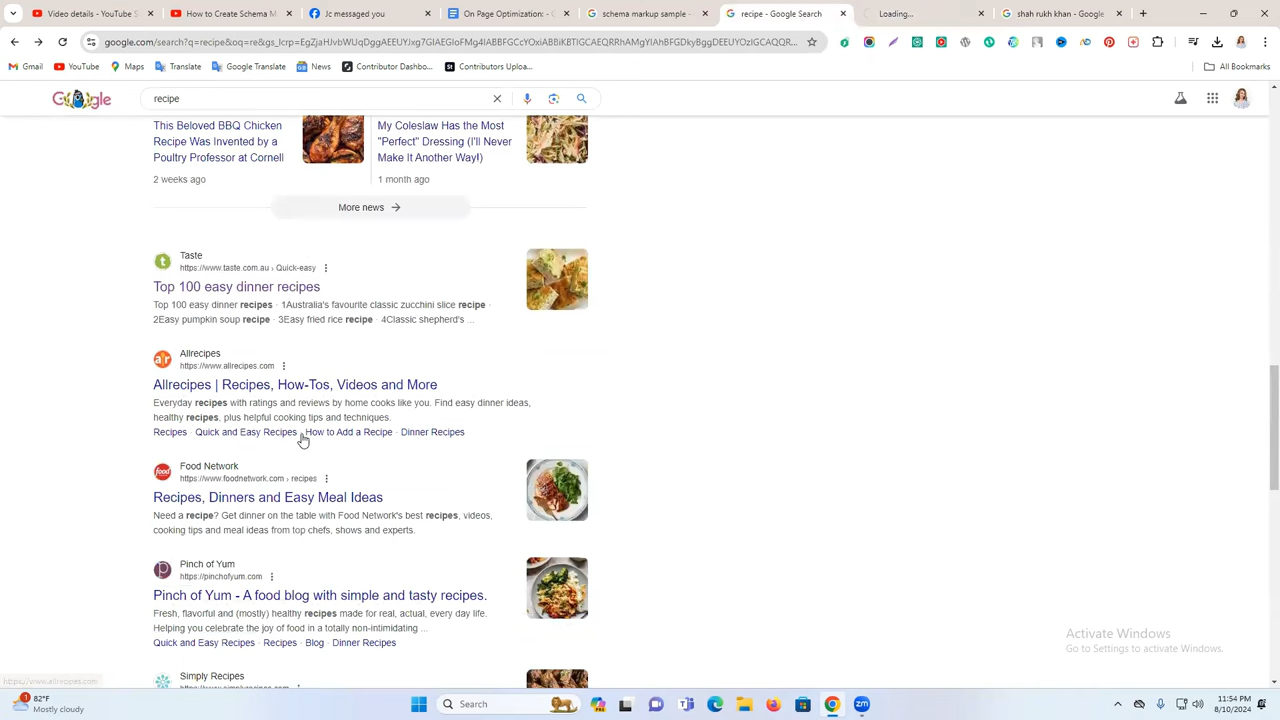 Video details - YouTube
How to Create Search M
Jc messaged you
On Page Optimization: - G
schema markup sample -
recipe - Google Search
Loading...
shah rukh khan - Google
google.com/search?q=recipe&oq=re&gs_lcrp=
Gmail
YouTube
Maps
Translate
Google Translate
News
Contributor Dashbo...
Contributors Uploa...
All Bookmarks
Google
recipe
This Beloved BBQ Chicken
Recipe Was Invented by a
Poultry Professor at Cornell
2 weeks ago
My Coleslaw Has the Most
"Perfect" Dressing (I'll Never
Make It Another Way!)
1 month ago
More news
Taste
https://www.taste.com.au › Quick-easy
Top 100 easy dinner recipes
Top 100 easy dinner recipes · 1Australia's favourite classic zucchini slice recipe ·
2Easy pumpkin soup recipe · 3Easy fried rice recipe · 4Classic shepherd's ...
ar
Allrecipes
https://www.allrecipes.com
Allrecipes | Recipes, How-Tos, Videos and More
Everyday recipes with ratings and reviews by home cooks like you. Find easy dinner ideas,
healthy recipes, plus helpful cooking tips and techniques.
Recipes · Quick and Easy Recipes · How to Add a Recipe · Dinner Recipes
food
Food Network
https://www.foodnetwork.com › recipes
Recipes, Dinners and Easy Meal Ideas
Need a recipe? Get dinner on the table with Food Network's best recipes, videos,
cooking tips and meal ideas from top chefs, shows and experts.
Pinch of Yum
https://pinchofyum.com
Pinch of Yum - A food blog with simple and tasty recipes.
Fresh, flavorful and (mostly) healthy recipes made for real, actual, every day life.
Helping you celebrate the joy of food in a totally non-intimidating ...
Quick and Easy Recipes · Recipes · Blog · Dinner Recipes
Simply Recipes
Activate Windows
Go to Settings to activate Windows.
https://www.allrecipes.com
1
82°F
Mostly cloudy
Search
zm
11:54 PM
8/10/2024